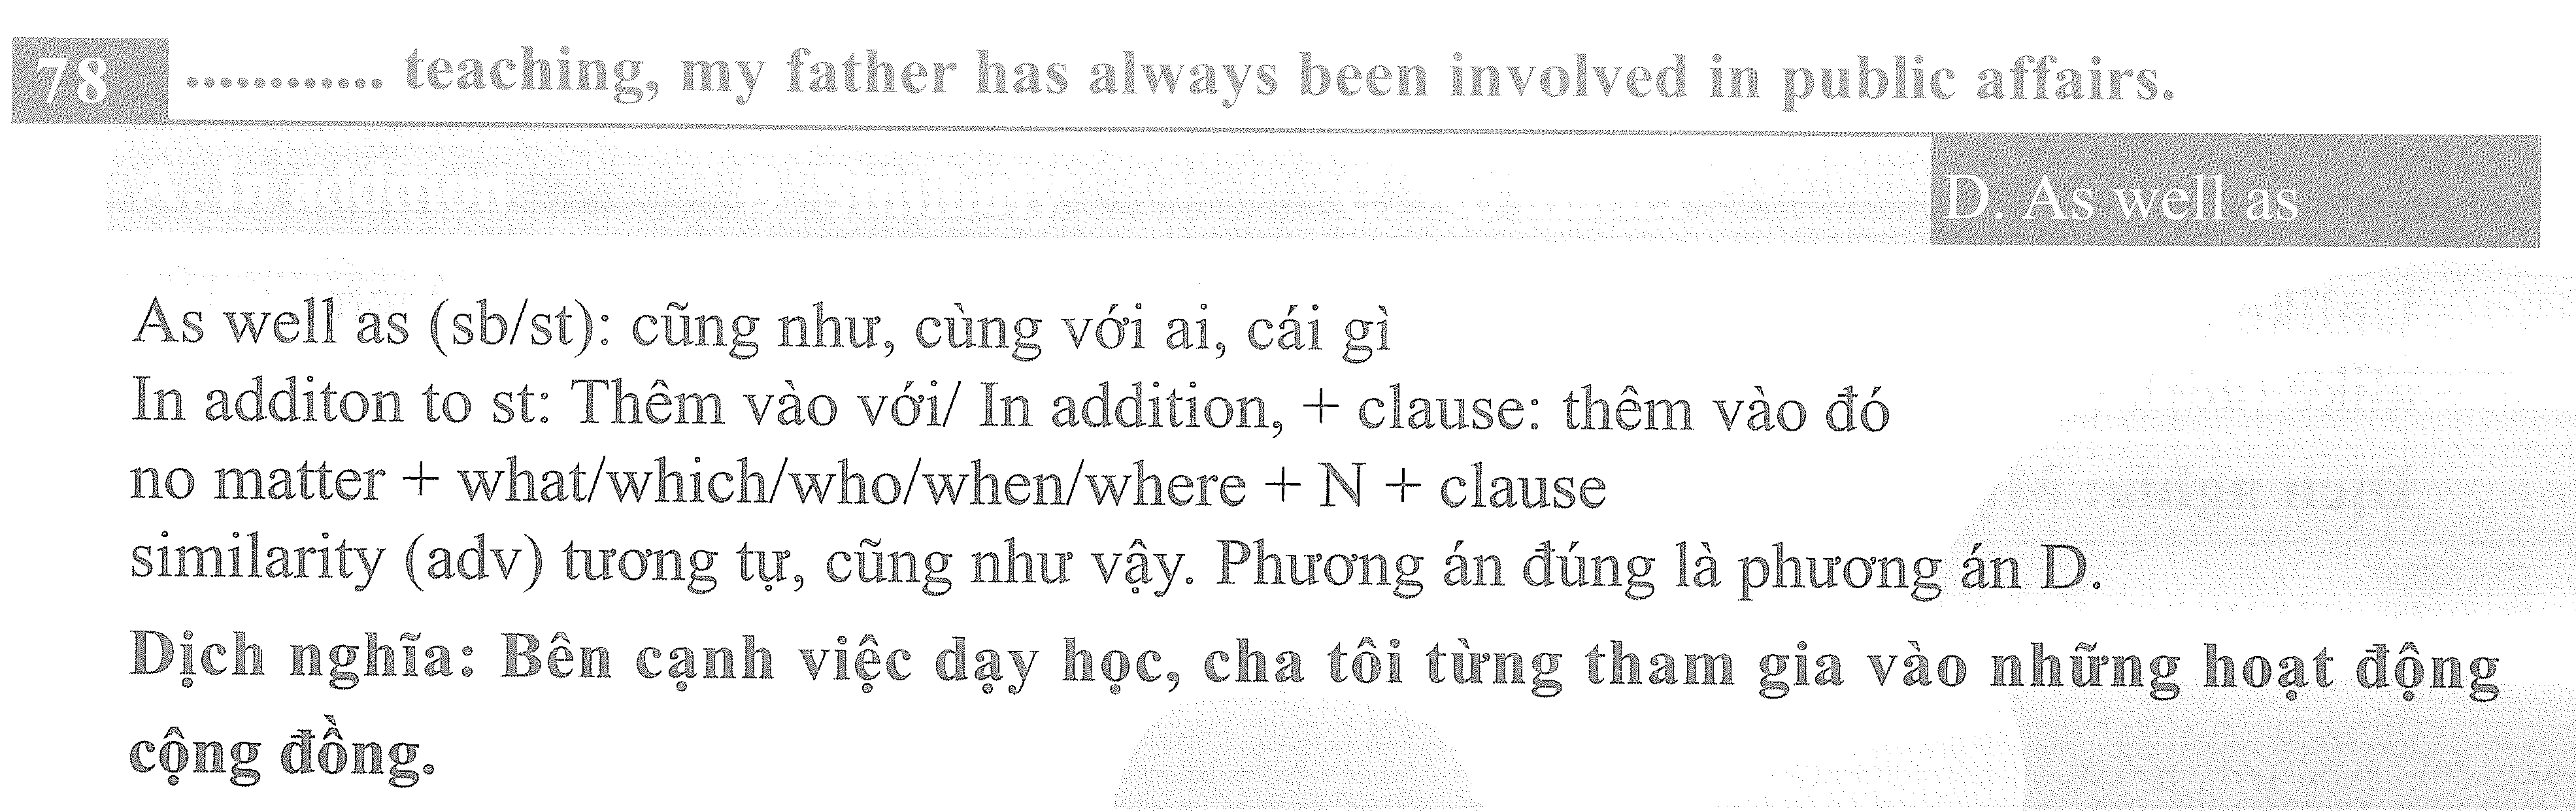 78 ............ teaching, my father has always been involved in public affairs.
A. In addition D. As well as
As well as (sb/st): cũng như, cùng với ai, cái gì
In additon to st: Thêm vào với/ In addition, + clause: thêm vào đó
no matter + what/which/who/when/where + N + clause
similarity (adv) tương tự, cũng như vậy. Phương án đúng là phương án D.
Dịch nghĩa: Bên cạnh việc dạy học, cha tôi từng tham gia vào những hoạt động
cộng đồng.